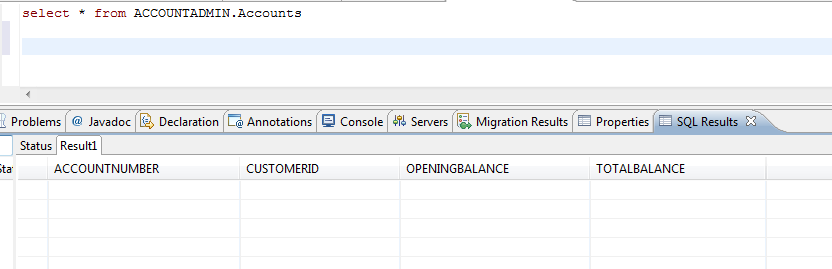 select * from ACCOUNTADMIN.Accounts
Problems @ Javadoc Declaration Annotations Console Servers Migration Results Properties SQL Results
Status Result1
ACCOUNTNUMBER CUSTOMERID OPENINGBALANCE TOTALBALANCE